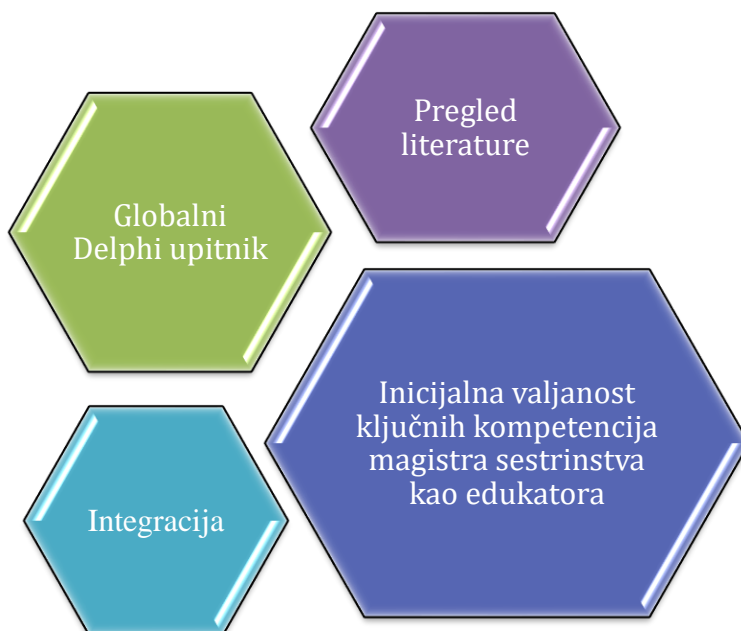 Pregled
literature
Globalni
Delphi upitnik
Inicijalna valjanost
ključnih kompetencija
magistra sestrinstva
kao edukatora
Integracija